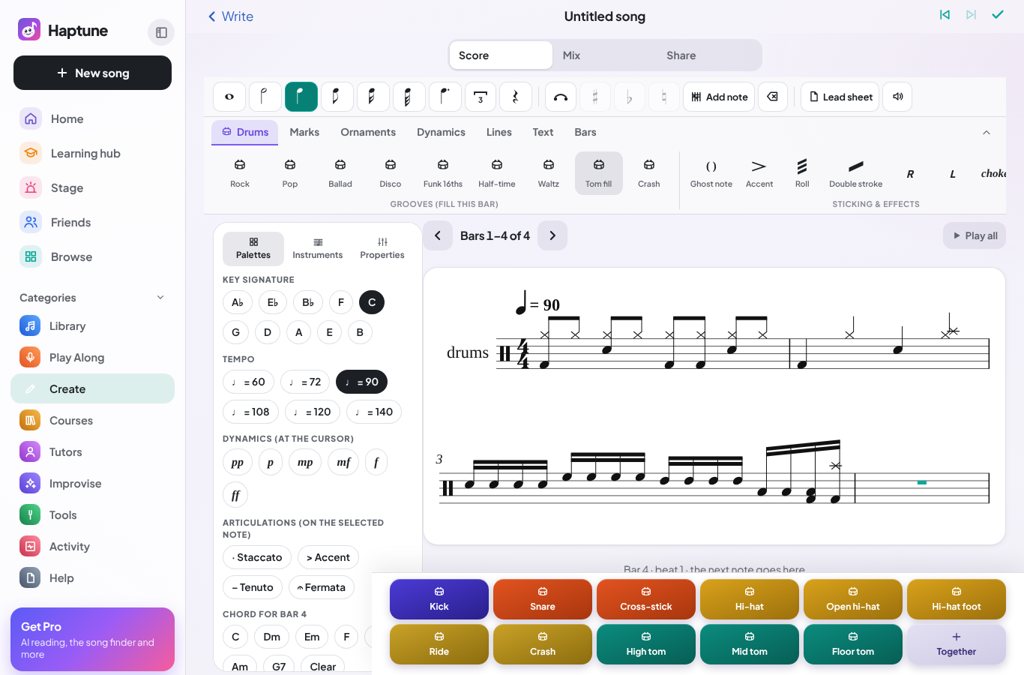 Haptune
New song
Home
Learning hub
Stage
Friends
Browse
Categories
Library
Play Along
Create
Courses
Tutors
Improvise
Tools
Activity
Help
Get Pro
AI reading, the song finder and
more
Write
Untitled song
Score Mix Share
3 Add note Lead sheet
Drums Marks Ornaments Dynamics Lines Text Bars
Rock Pop Ballad Disco Funk 16ths Half-time Waltz Tom fill Crash
GROOVES (FILL THIS BAR)
( ) Ghost note Accent Roll Double stroke R L
STICKING & EFFECTS
Palettes Instruments Properties
KEY SIGNATURE
A♭ E♭ B♭ F C
G D A E B
TEMPO
♩ = 60 ♩ = 72 ♩ = 90
♩ = 108 ♩ = 120 ♩ = 140
DYNAMICS (AT THE CURSOR)
pp p mp mf f
ff
ARTICULATIONS (ON THE SELECTED
NOTE)
· Staccato > Accent
– Tenuto 𝄐 Fermata
CHORD FOR BAR 4
C Dm Em F
Am G7 Clear
Bars 1–4 of 4
Play all
♩ = 90
drums
4
4
3
Bar 4 · beat 1 · the next note goes here
Kick Snare Cross-stick Hi-hat Open hi-hat Hi-hat foot
Ride Crash High tom Mid tom Floor tom Together